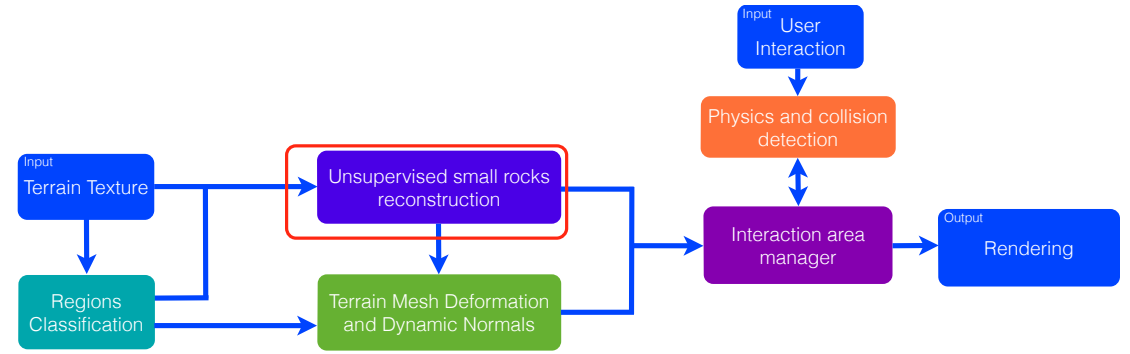 Input
User
Interaction
Physics and collision
detection
Input
Terrain Texture
Unsupervised small rocks
reconstruction
Interaction area
manager
Output
Rendering
Regions
Classification
Terrain Mesh Deformation
and Dynamic Normals